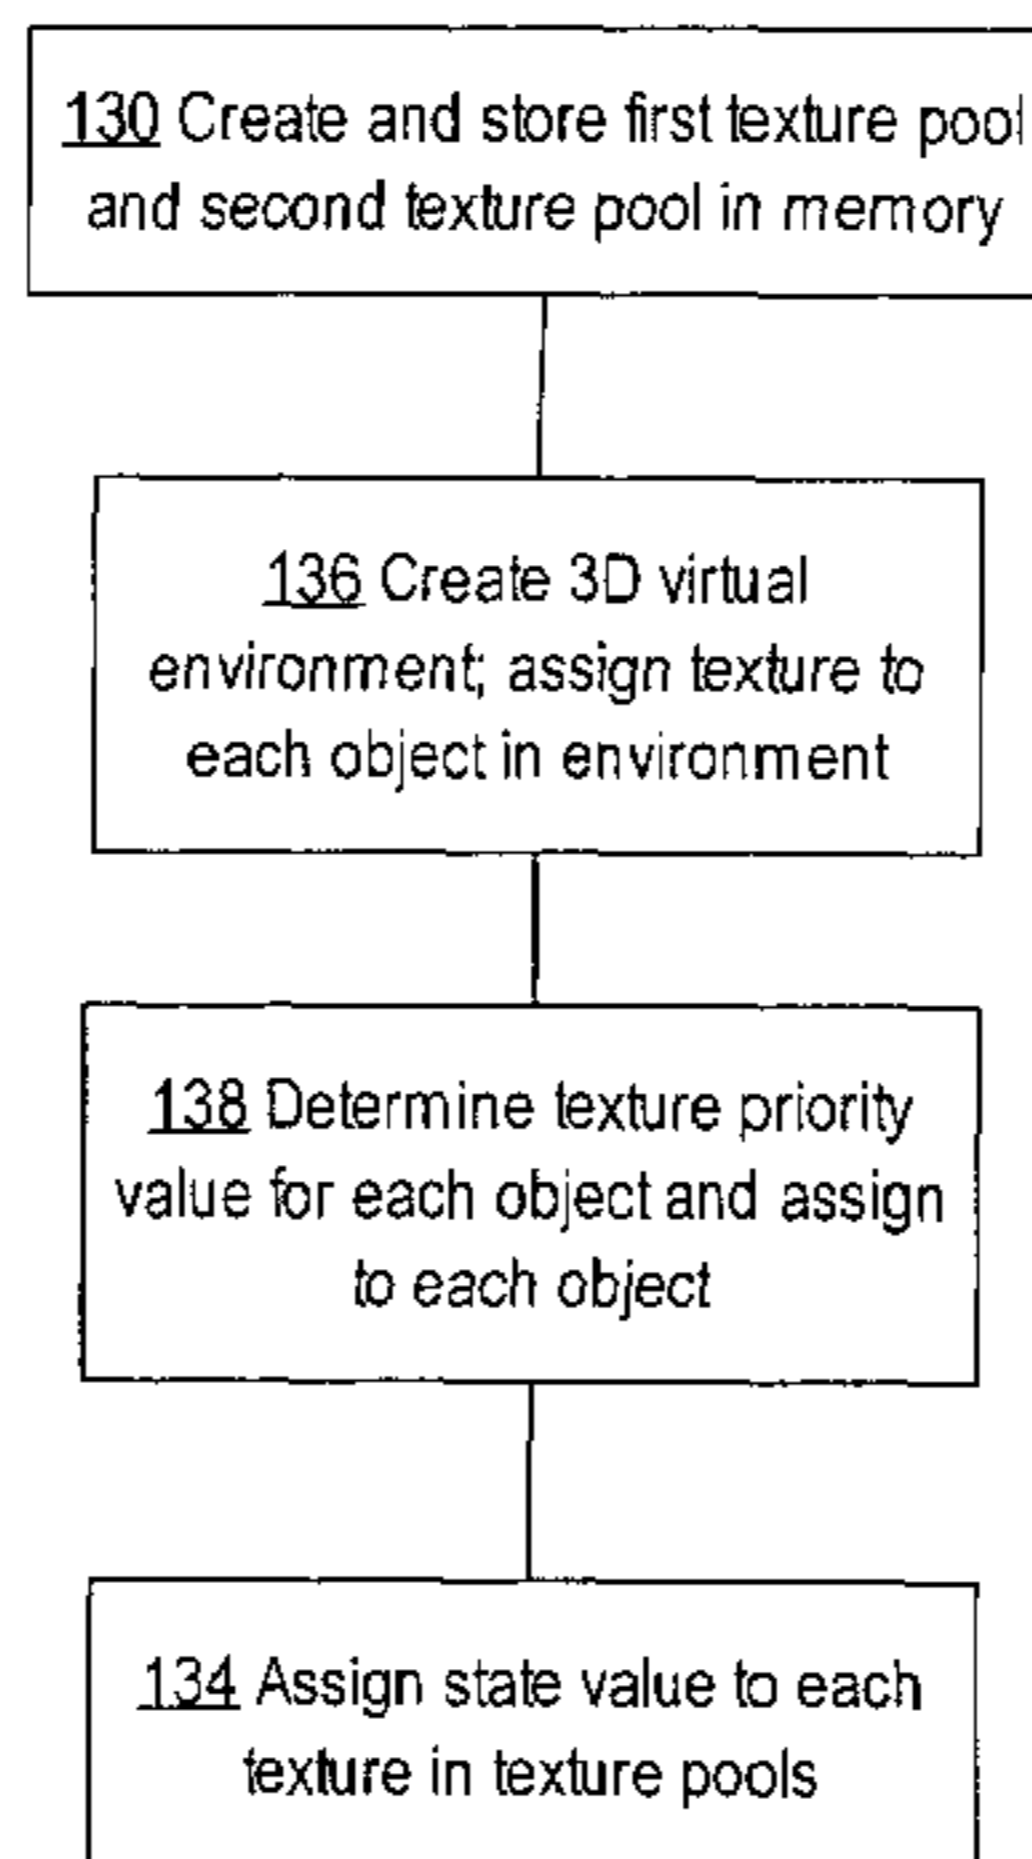 130 Create and store first texture pool
and second texture pool in memory
136 Create 3D virtual
environment; assign texture to
each object in environment
138 Determine texture priority
value for each object and assign
to each object
134 Assign state value to each
texture in texture pools